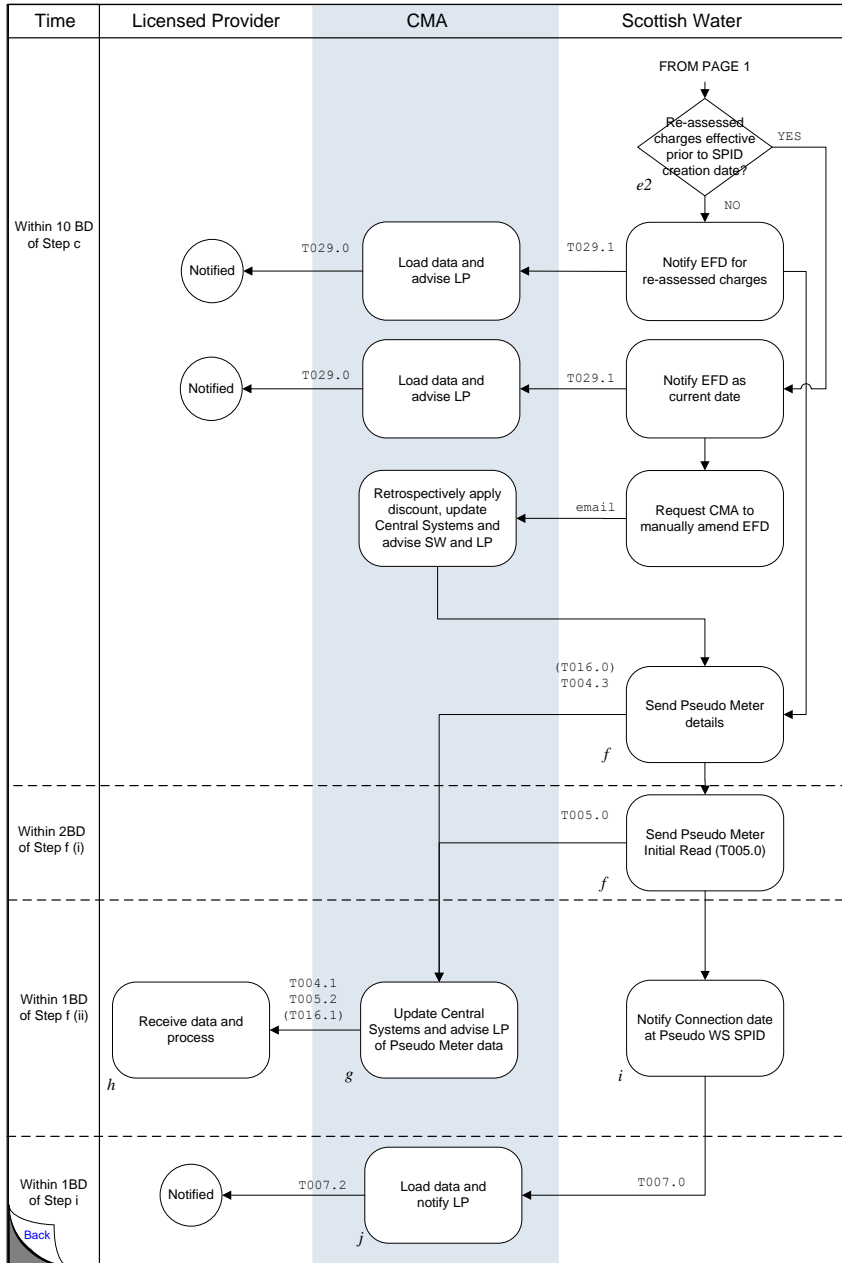 Time
Licensed Provider
CMA
Scottish Water
FROM PAGE 1
Re-assessed
charges effective
prior to SPID
creation date?
YES
e2
NO
Within 10 BD
of Step c
Notified
T029.0
Load data and
advise LP
T029.1
Notify EFD for
re-assessed charges
Notified
T029.0
Load data and
advise LP
T029.1
Notify EFD as
current date
Retrospectively apply
discount, update
Central Systems and
advise SW and LP
email
Request CMA to
manually amend EFD
(T016.0)
T004.3
Send Pseudo Meter
details
f
Within 2BD
of Step f (i)
T005.0
Send Pseudo Meter
Initial Read (T005.0)
f
Within 1BD
of Step f (ii)
Receive data and
process
h
T004.1
T005.2
(T016.1)
Update Central
Systems and advise LP
of Pseudo Meter data
g
Notify Connection date
at Pseudo WS SPID
i
Within 1BD
of Step i
Notified
T007.2
Load data and
notify LP
j
T007.0
Back